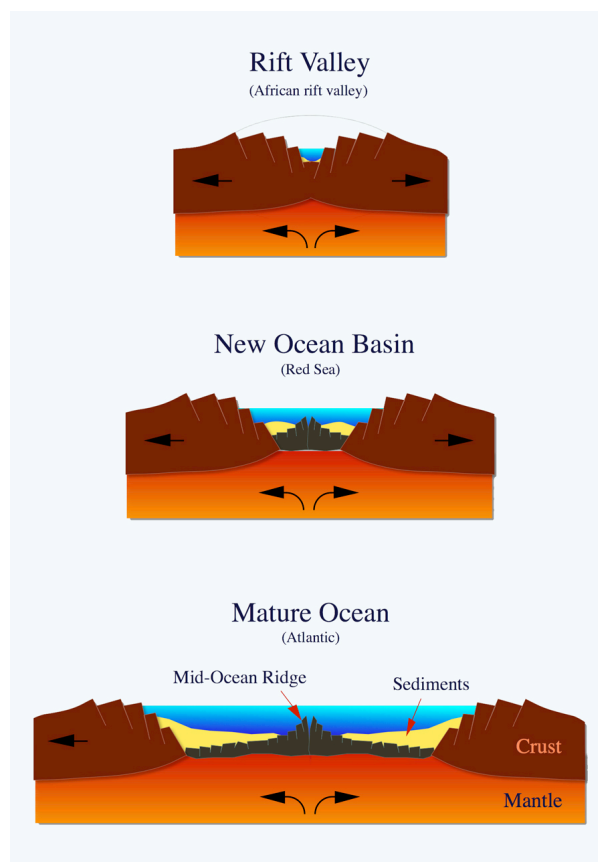 Rift Valley
(African rift valley)
New Ocean Basin
(Red Sea)
Mature Ocean
(Atlantic)
Mid-Ocean Ridge
Sediments
Crust
Mantle